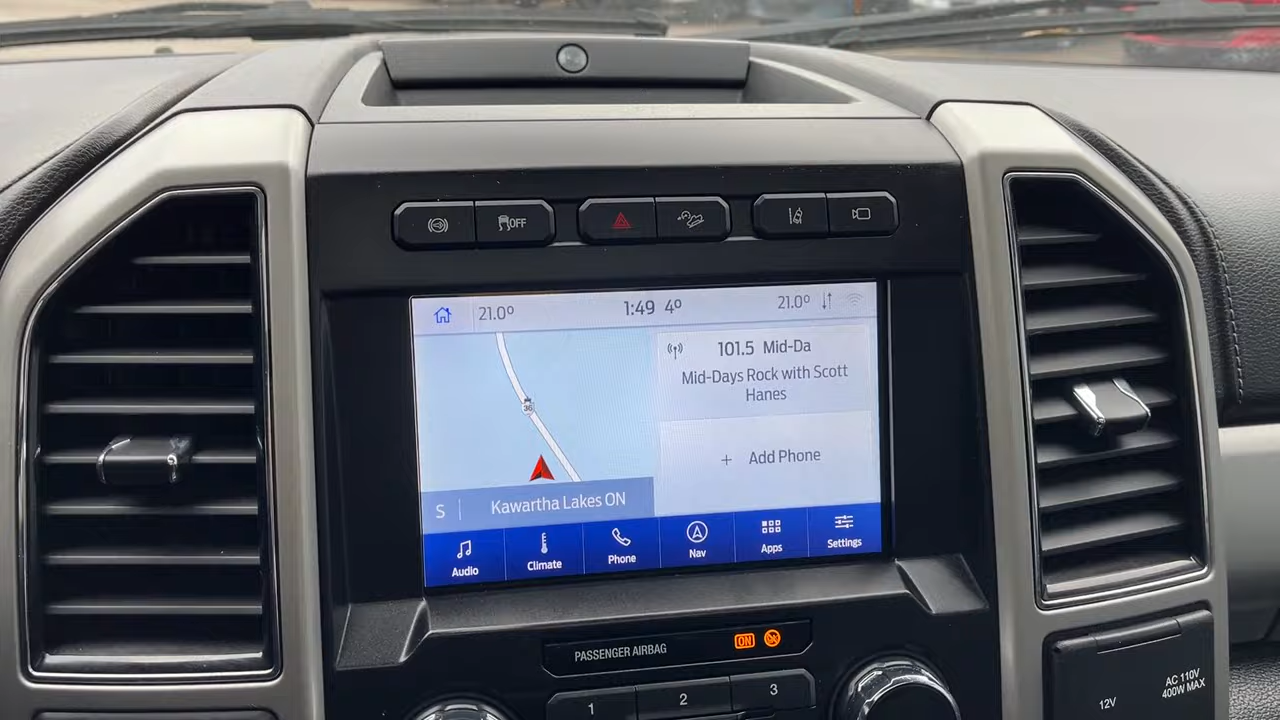 OFF
21.0°
1:49 4°
21.0°
101.5 Mid-Da
Mid-Days Rock with Scott
Hanes
36
+ Add Phone
S
Kawartha Lakes ON
Audio
Climate
Phone
Nav
Apps
Settings
PASSENGER AIRBAG
ON
1
2
3
12V
AC 110V
400W MAX